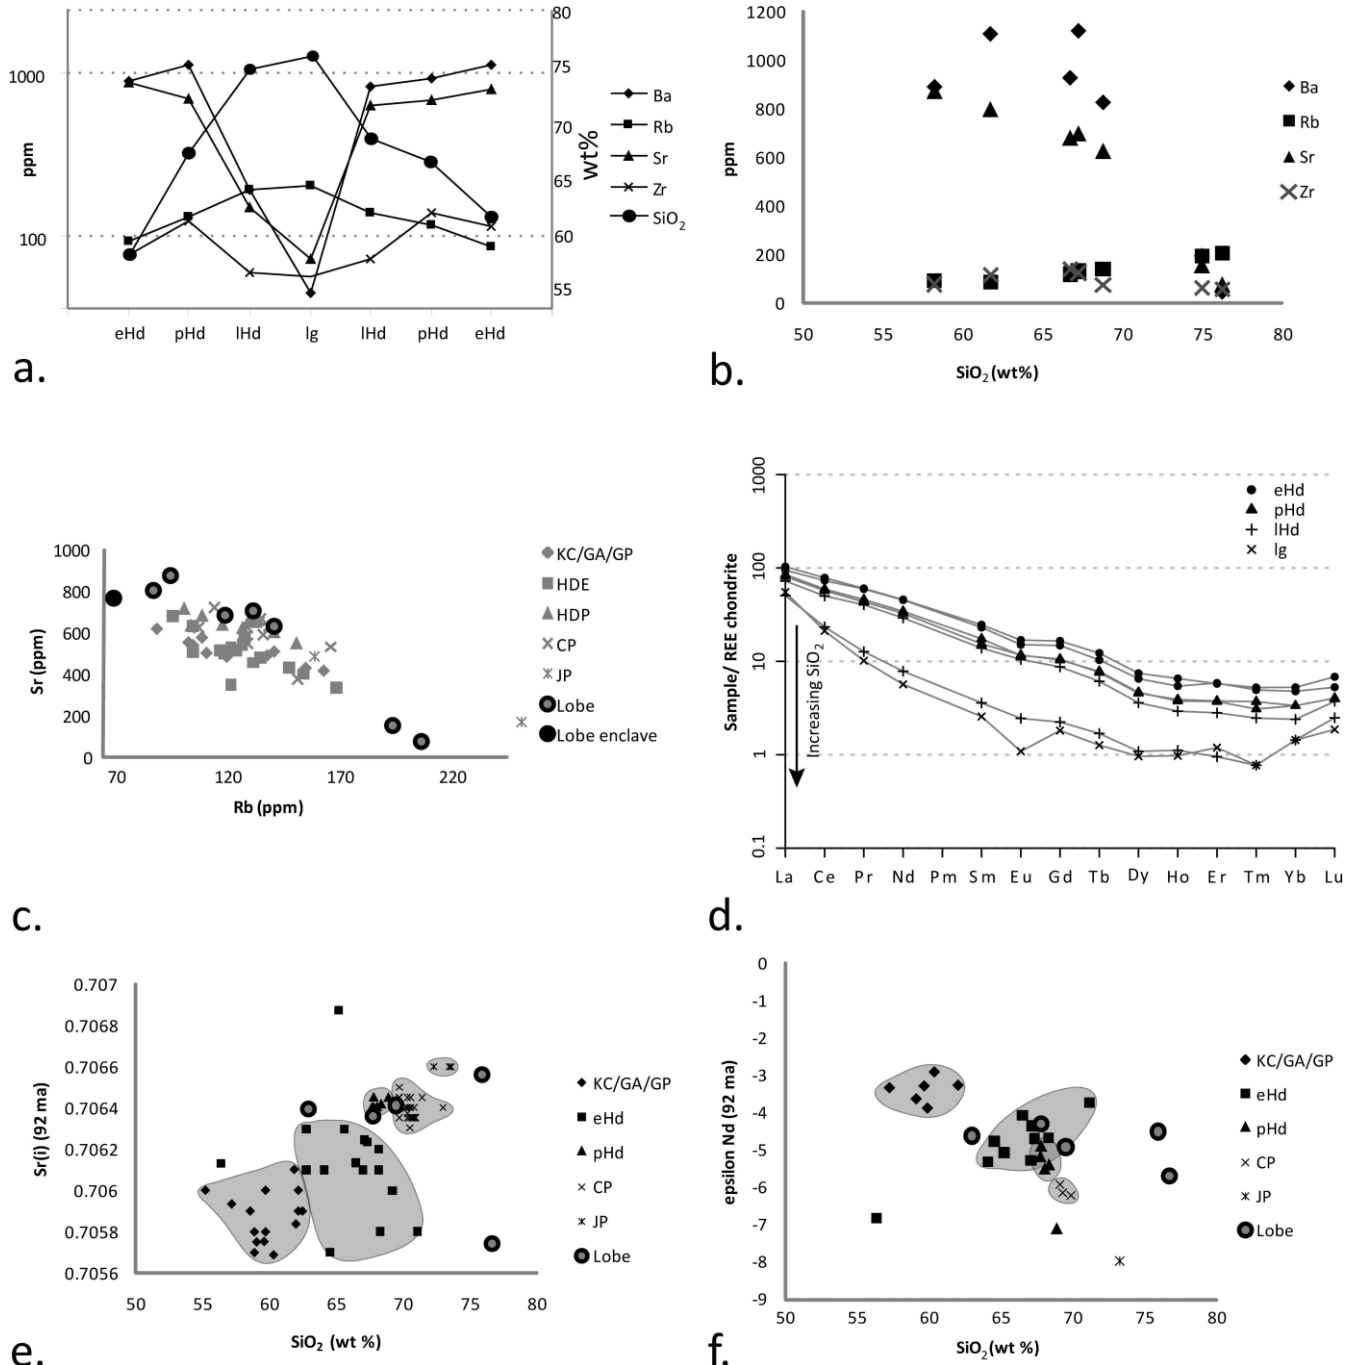 1000
100
ppm
80
75
70
65
60
55
wt%
eHd pHd lHd lg lHd pHd eHd
Ba
Rb
Sr
Zr
SiO2
a.
1200
1000
800
600
400
200
0
ppm
50 55 60 65 70 75 80
SiO2 (wt%)
Ba
Rb
Sr
Zr
b.
1000
800
600
400
200
0
Sr (ppm)
70 120 170 220
Rb (ppm)
KC/GA/GP
HDE
HDP
CP
JP
Lobe
Lobe enclave
c.
1000
100
10
1
0.1
Sample/ REE chondrite
Increasing SiO2
eHd
pHd
lHd
lg
La Ce Pr Nd Pm Sm Eu Gd Tb Dy Ho Er Tm Yb Lu
d.
0.707
0.7068
0.7066
0.7064
0.7062
0.706
0.7058
0.7056
Sr(i) (92 ma)
50 55 60 65 70 75 80
SiO2 (wt %)
KC/GA/GP
eHd
pHd
CP
JP
Lobe
e.
0
-1
-2
-3
-4
-5
-6
-7
-8
-9
epsilon Nd (92 ma)
50 55 60 65 70 75 80
SiO2(wt %)
KC/GA/GP
eHd
pHd
CP
JP
Lobe
f.